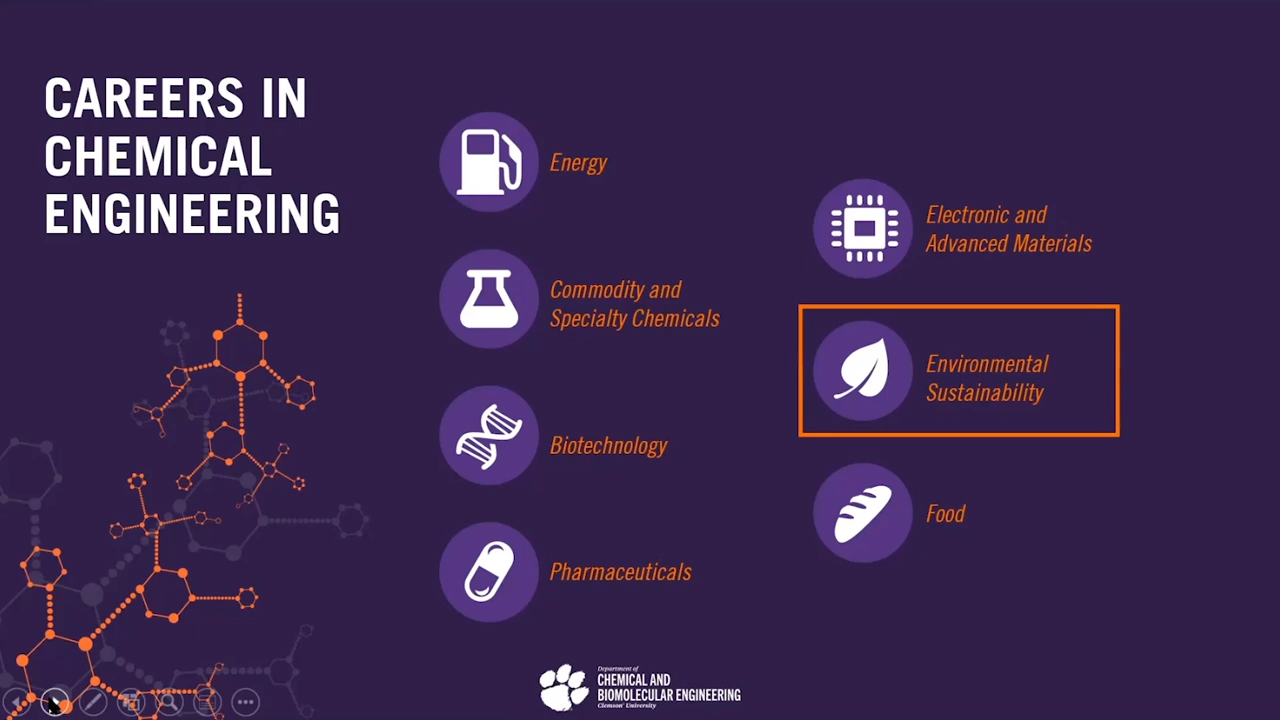 CAREERS IN
CHEMICAL
ENGINEERING
Energy
Commodity and
Specialty Chemicals
Biotechnology
Pharmaceuticals
Electronic and
Advanced Materials
Environmental
Sustainability
Food
Department of
CHEMICAL AND
BIOMOLECULAR ENGINEERING
Clemson® University